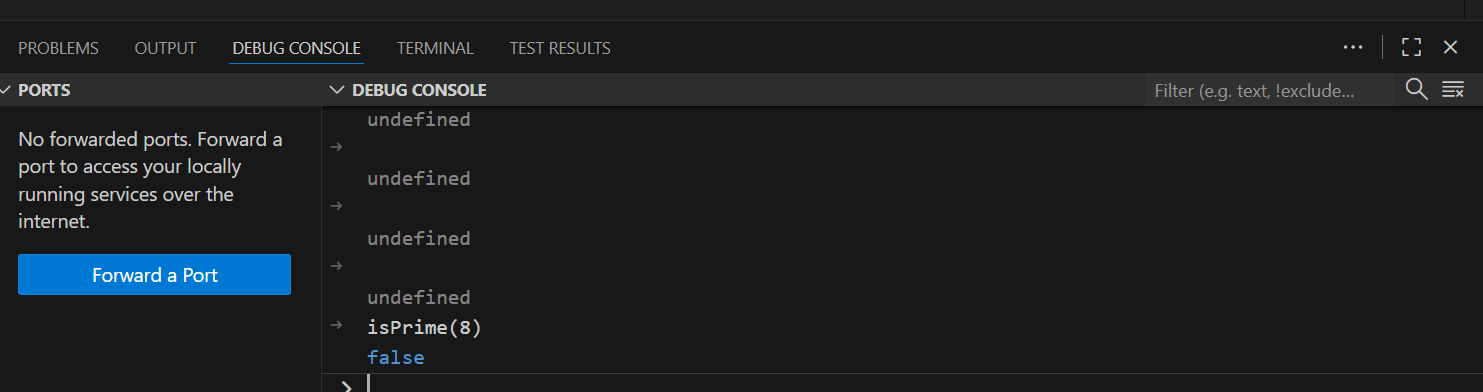 PROBLEMS OUTPUT DEBUG CONSOLE TERMINAL TEST RESULTS
PORTS
No forwarded ports. Forward a
port to access your locally
running services over the
internet.
Forward a Port
DEBUG CONSOLE
Filter (e.g. text, !exclude...
undefined
undefined
undefined
undefined
isPrime(8)
false